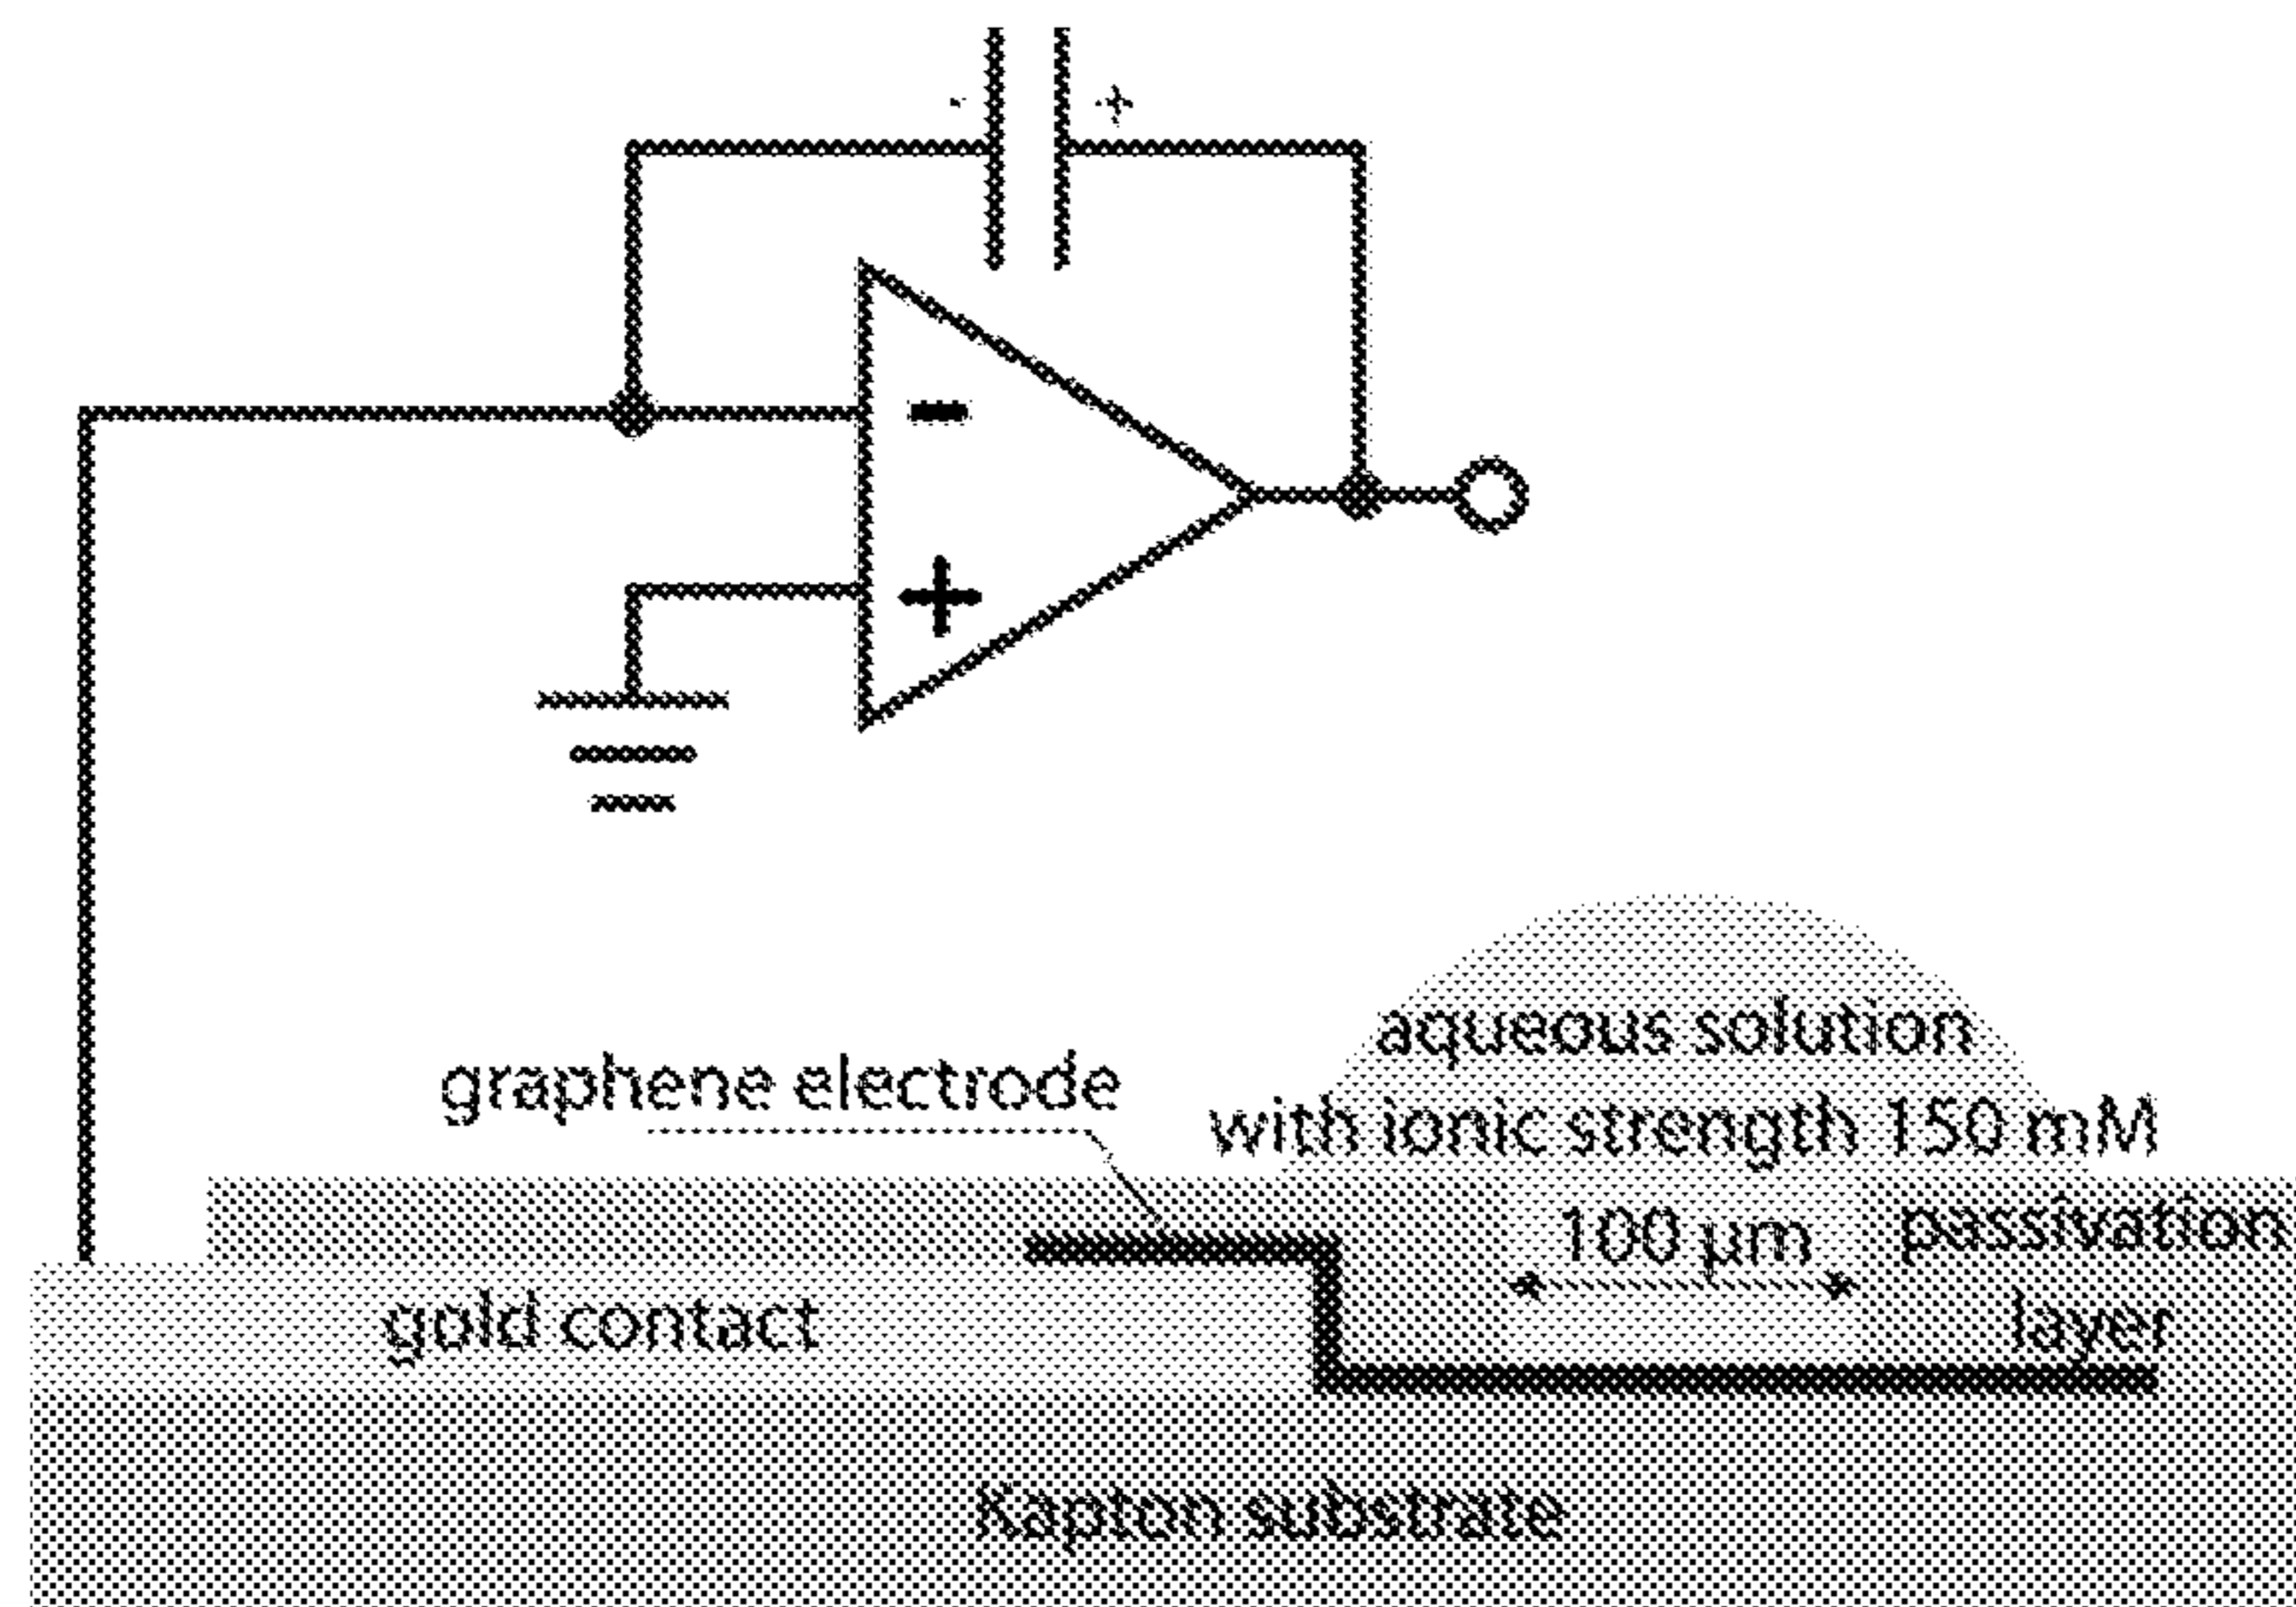 - +
-
+
graphene electrode
aqueous solution
with ionic strength 150 mM
100 µm
passivation
layer
gold contact
Kapton substrate